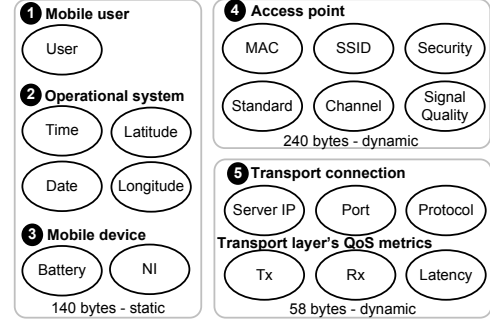 1 Mobile user
User
2 Operational system
Time Latitude
Date Longitude
3 Mobile device
Battery NI
140 bytes - static
4 Access point
MAC SSID Security
Standard Channel Signal Quality
240 bytes - dynamic
5 Transport connection
Server IP Port Protocol
Transport layer's QoS metrics
Tx Rx Latency
58 bytes - dynamic